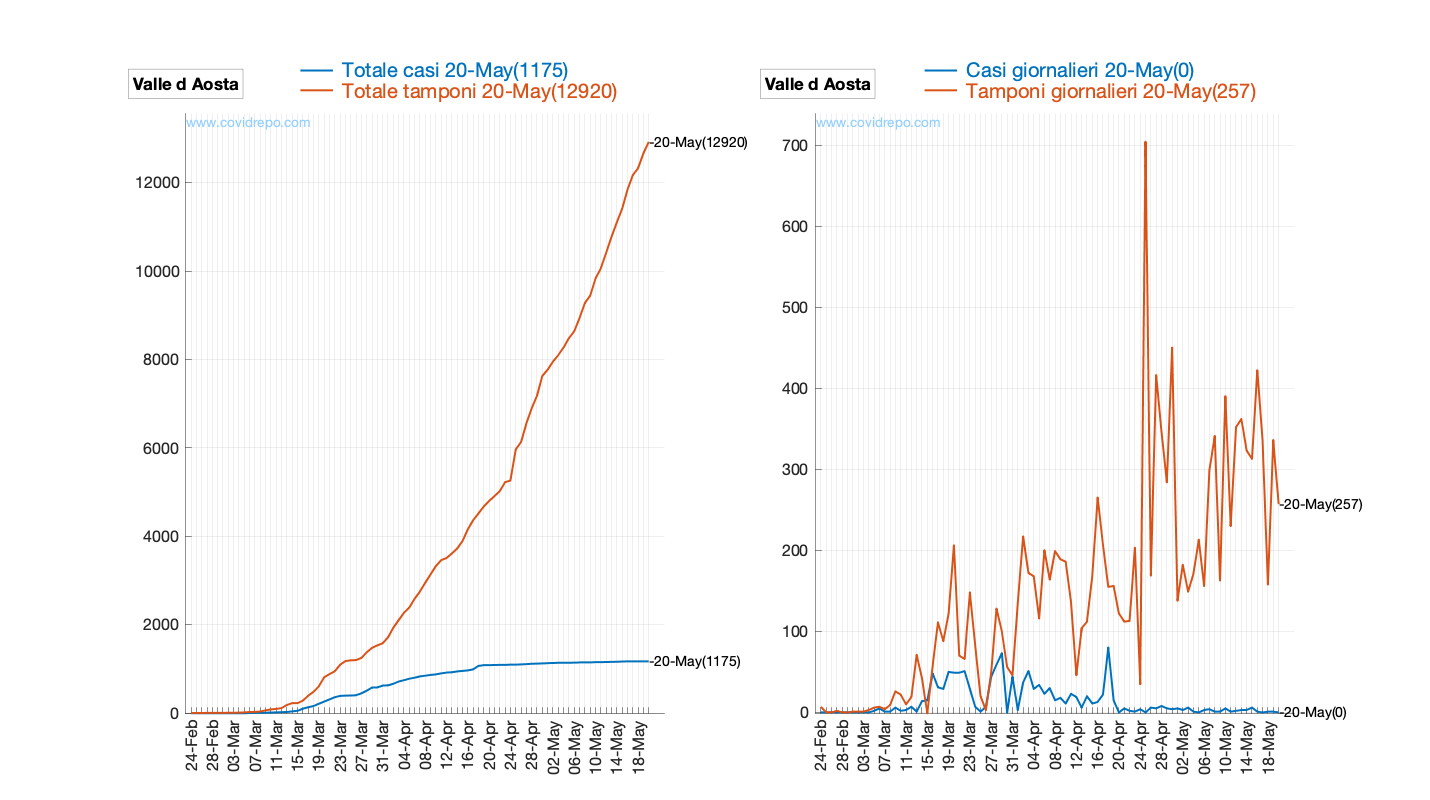 Valle d Aosta
Totale casi 20-May(1175)
Totale tamponi 20-May(12920)
www.covidrepo.com
20-May(12920)
12000
10000
8000
6000
4000
2000
0
20-May(1175)
24-Feb
28-Feb
03-Mar
07-Mar
11-Mar
15-Mar
19-Mar
23-Mar
27-Mar
31-Mar
04-Apr
08-Apr
12-Apr
16-Apr
20-Apr
24-Apr
28-Apr
02-May
06-May
10-May
14-May
18-May
Valle d Aosta
Casi giornalieri 20-May(0)
Tamponi giornalieri 20-May(257)
www.covidrepo.com
700
600
500
400
300
200
100
0
20-May(257)
20-May(0)
24-Feb
28-Feb
03-Mar
07-Mar
11-Mar
15-Mar
19-Mar
23-Mar
27-Mar
31-Mar
04-Apr
08-Apr
12-Apr
16-Apr
20-Apr
24-Apr
28-Apr
02-May
06-May
10-May
14-May
18-May